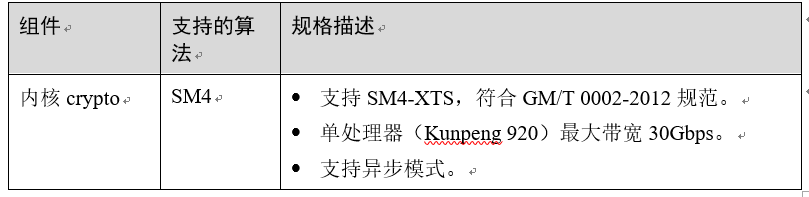 组件
支持的算
法
规格描述
内核 crypto
SM4
● 支持 SM4-XTS，符合 GM/T 0002-2012 规范。
● 单处理器（Kunpeng 920）最大带宽 30Gbps。
● 支持异步模式。